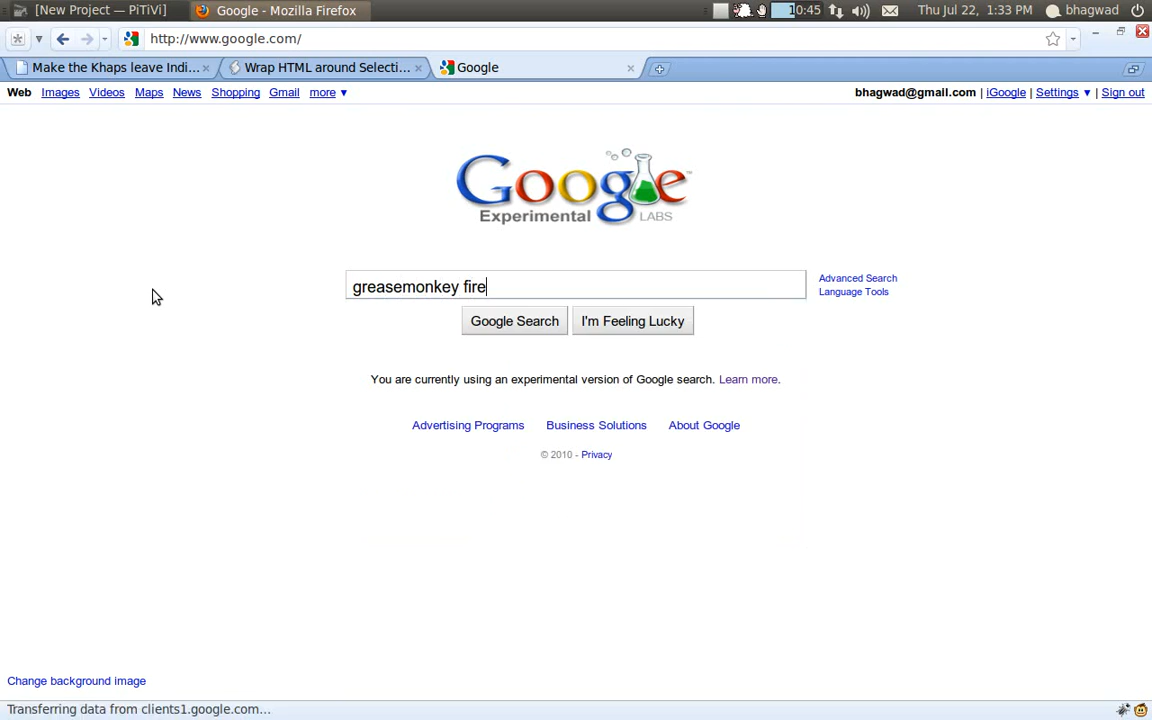 [New Project — PiTiVi] Google - Mozilla Firefox 10:45 Thu Jul 22, 1:33 PM bhagwad
http://www.google.com/
Make the Khaps leave Indi... Wrap HTML around Selecti... Google
Web Images Videos Maps News Shopping Gmail more ▼ bhagwad@gmail.com | iGoogle | Settings ▼ | Sign out
Google™
Experimental LABS
greasemonkey fire
Advanced Search
Language Tools
Google Search I'm Feeling Lucky
You are currently using an experimental version of Google search. Learn more.
Advertising Programs Business Solutions About Google
© 2010 - Privacy
Change background image
Transferring data from clients1.google.com...